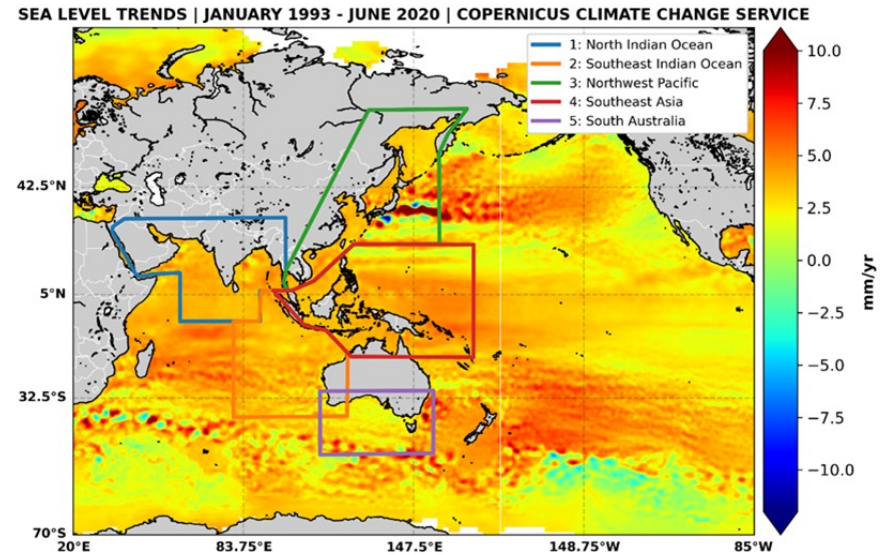 SEA LEVEL TRENDS | JANUARY 1993 - JUNE 2020 | COPERNICUS CLIMATE CHANGE SERVICE
1: North Indian Ocean
2: Southeast Indian Ocean
3: Northwest Pacific
4: Southeast Asia
5: South Australia
42.5°N
5°N
32.5°S
70°S
20°E
83.75°E
147.5°E
148.75°W
85°W
10.0
7.5
5.0
2.5
0.0
−2.5
−5.0
−7.5
−10.0
mm/yr